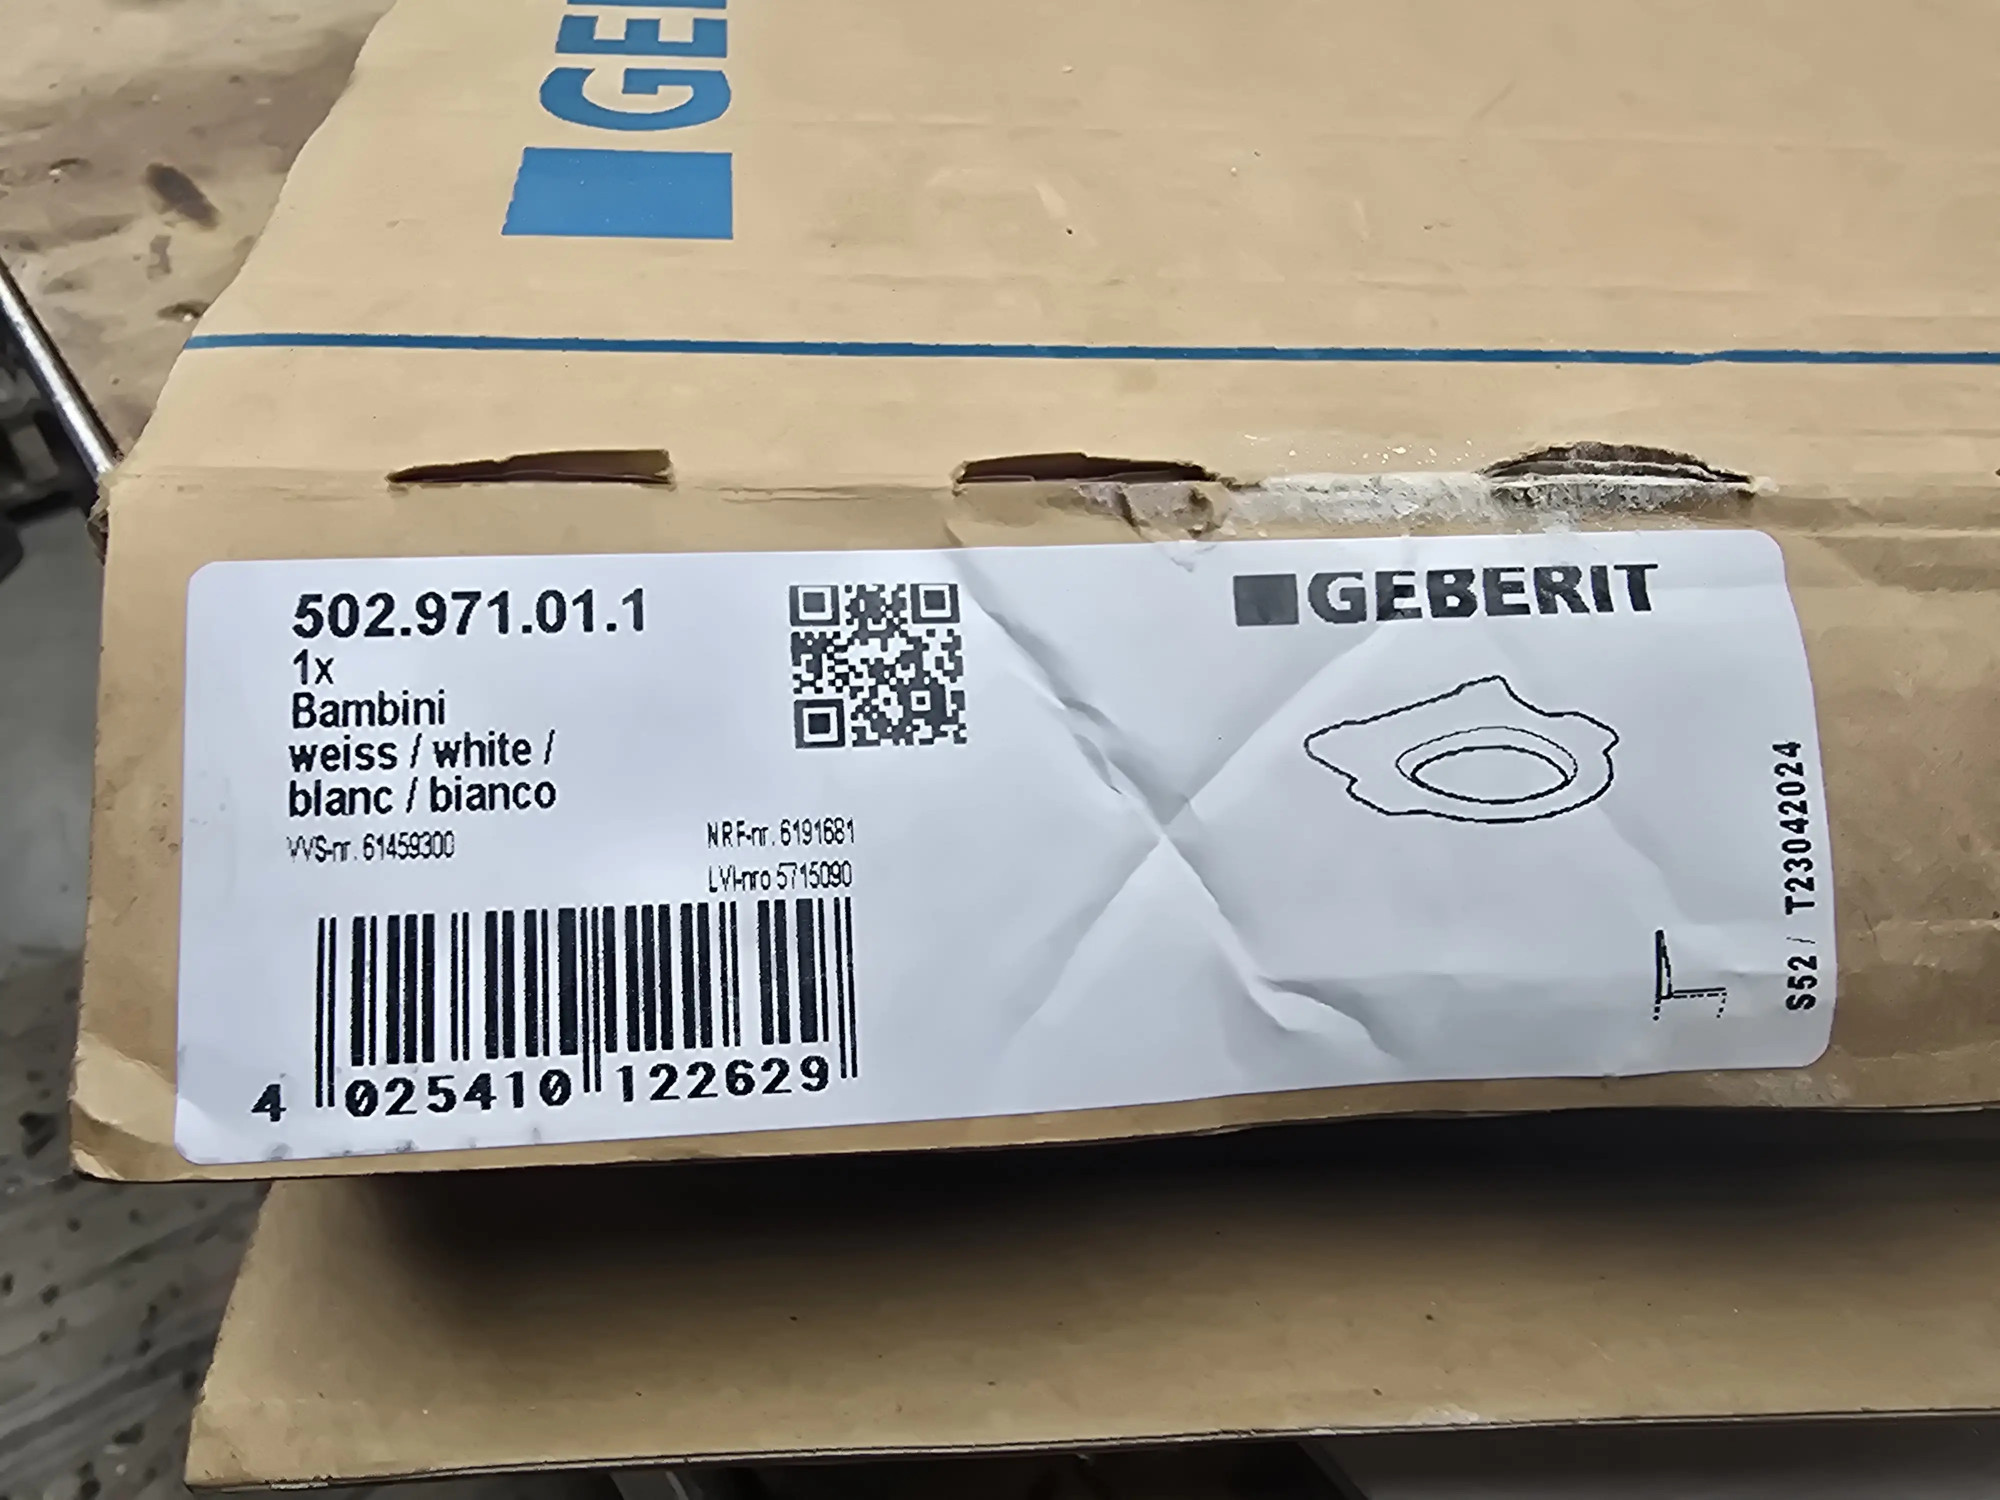 GE
502.971.01.1
1x
Bambini
weiss / white /
blanc / bianco
VVS-nr. 61459300
NRF-nr. 6191681
LVI-nro 5715090
4 025410 122629
GEBERIT
S52 / T23042024